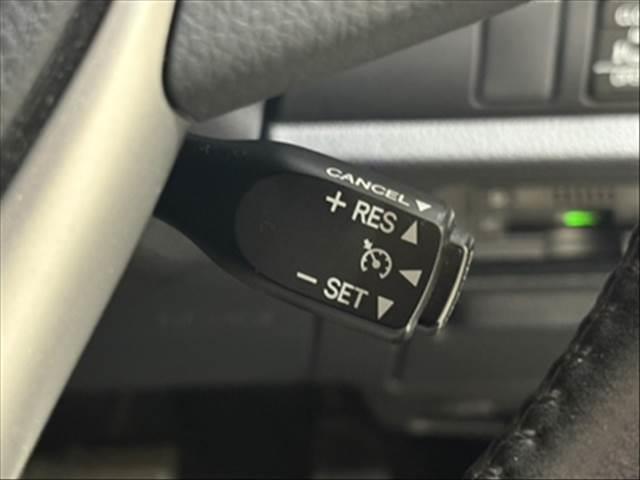 CANCEL ▼
+ RES ▲
◀
− SET ▼